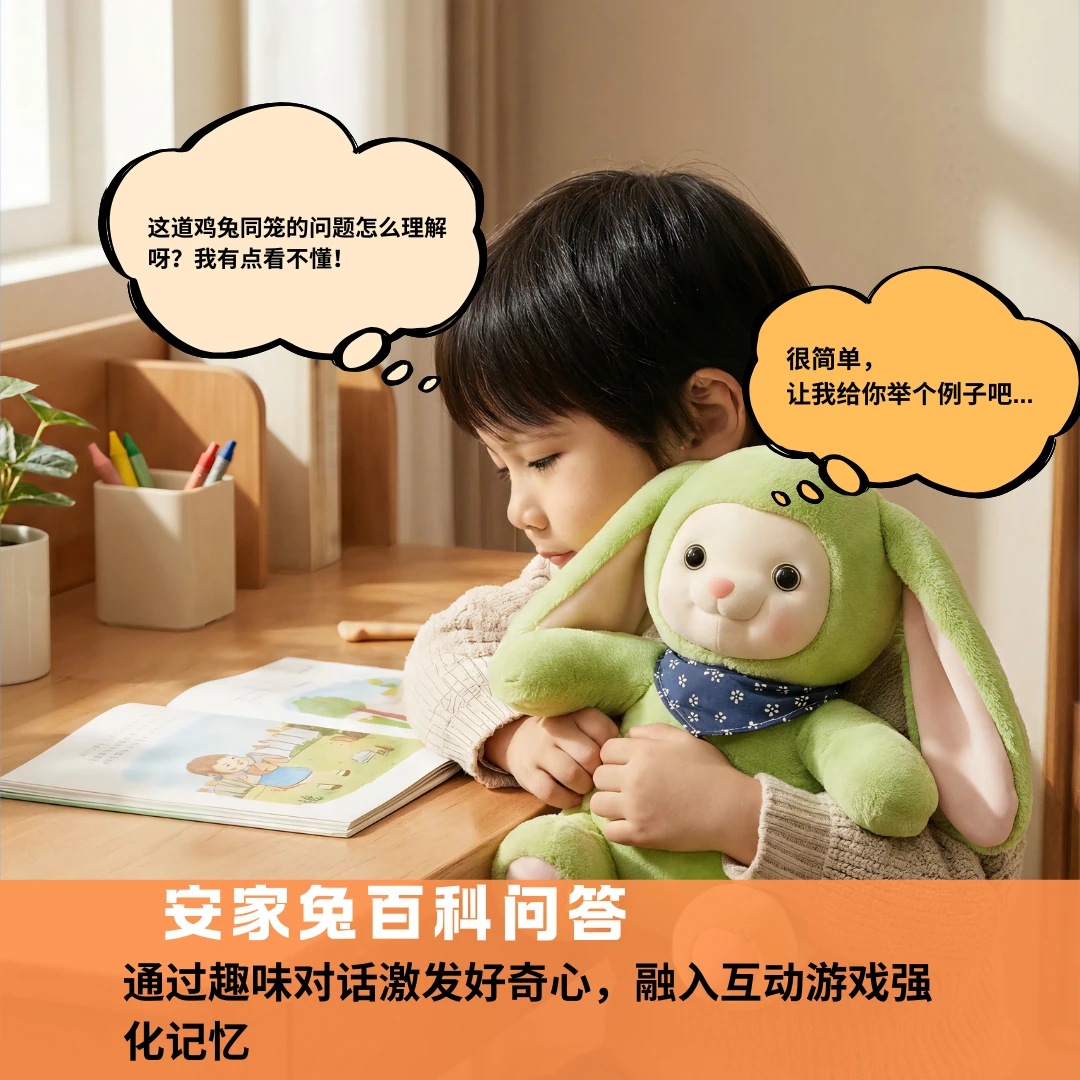 这道鸡兔同笼的问题怎么理解
呀？我有点看不懂！
很简单，
让我给你举个例子吧...
安家兔百科问答
通过趣味对话激发好奇心，融入互动游戏强
化记忆